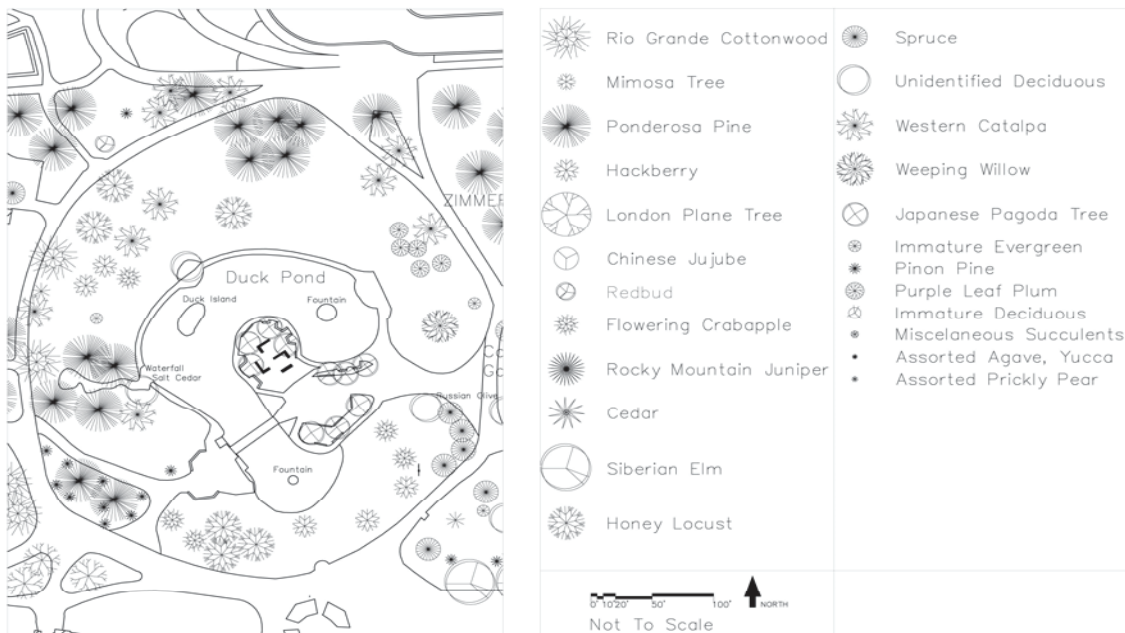 ZIMMER
Duck Pond
Duck Island
Fountain
Waterfall
Salt Cedar
Russian Olive
Fountain
Rio Grande Cottonwood
Mimosa Tree
Ponderosa Pine
Hackberry
London Plane Tree
Chinese Jujube
Redbud
Flowering Crabapple
Rocky Mountain Juniper
Cedar
Siberian Elm
Honey Locust
Spruce
Unidentified Deciduous
Western Catalpa
Weeping Willow
Japanese Pagoda Tree
Immature Evergreen
Pinon Pine
Purple Leaf Plum
Immature Deciduous
Miscelaneous Succulents
Assorted Agave, Yucca
Assorted Prickly Pear
0' 10' 20' 50' 100'
NORTH
Not To Scale